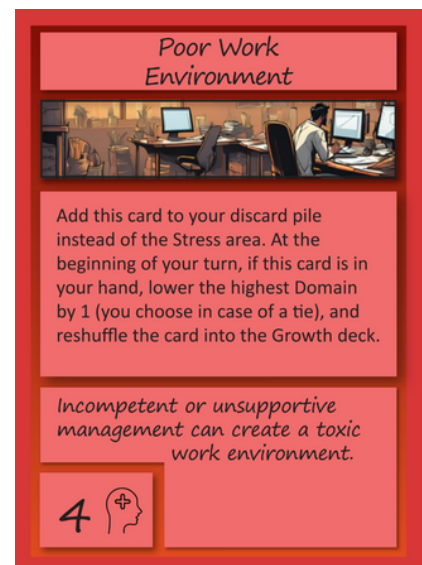 Poor Work
Environment
Add this card to your discard pile
instead of the Stress area. At the
beginning of your turn, if this card is in
your hand, lower the highest Domain
by 1 (you choose in case of a tie), and
reshuffle the card into the Growth deck.
Incompetent or unsupportive
management can create a toxic
work environment.
4